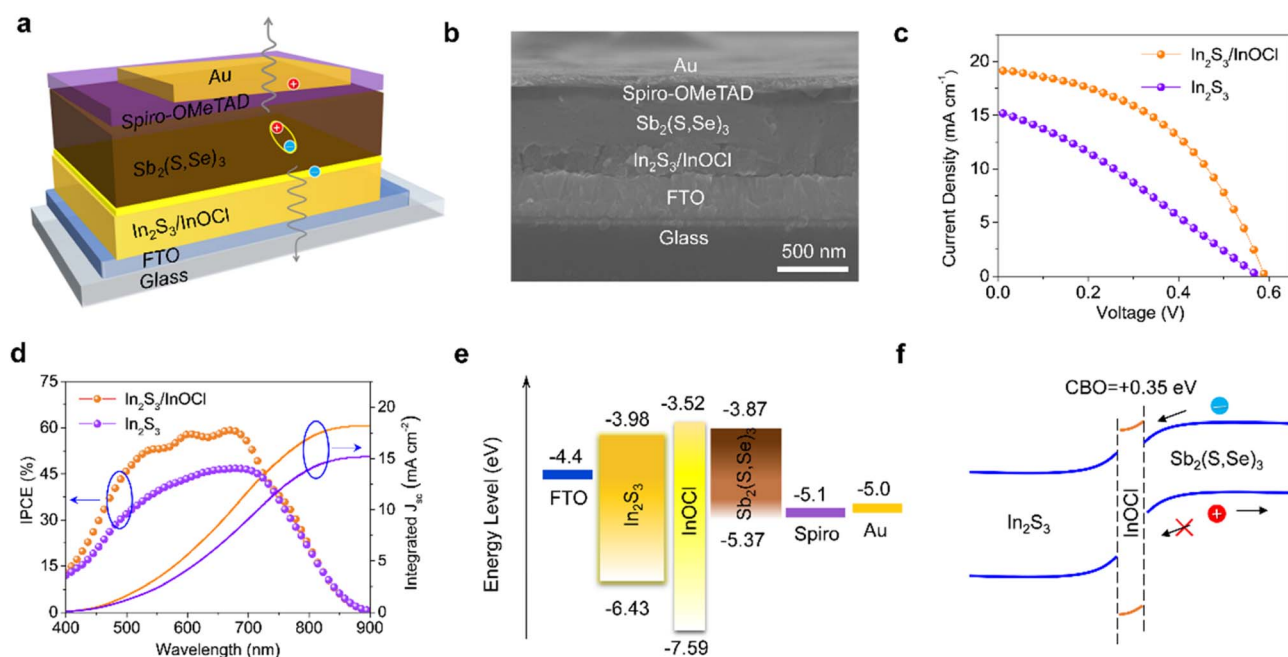 a
Au
Spiro-OMeTAD
Sb2(S,Se)3
In2S3/InOCl
FTO
Glass
b
Au
Spiro-OMeTAD
Sb2(S,Se)3
In2S3/InOCl
FTO
Glass
500 nm
c
Current Density (mA cm⁻¹)
20
15
10
5
0
0.0 0.2 0.4 0.6
Voltage (V)
In2S3/InOCl
In2S3
d
IPCE (%)
75
60
45
30
15
0
In2S3/InOCl
In2S3
400 500 600 700 800 900
Wavelength (nm)
20
15
10
5
0
Integrated Jsc (mA cm⁻²)
e
Energy Level (eV)
-4.4
FTO
-3.98
In2S3
-6.43
-3.52
InOCl
-7.59
-3.87
Sb2(S,Se)3
-5.37
-5.1
Spiro
-5.0
Au
f
CBO=+0.35 eV
−
Sb2(S,Se)3
In2S3
InOCl
+